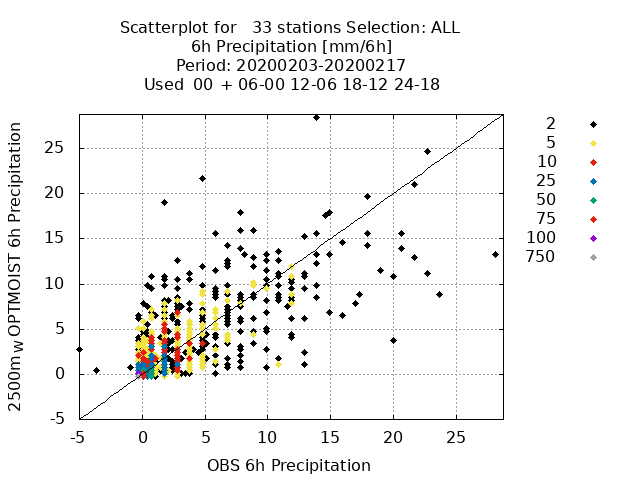 Scatterplot for   33 stations Selection: ALL
6h Precipitation [mm/6h]
Period: 20200203-20200217
Used  00  + 06-00 12-06 18-12 24-18
2500m_W OPTMOIST 6h Precipitation
25
20
15
10
5
0
-5
-5 0 5 10 15 20 25
OBS 6h Precipitation
2
5
10
25
50
75
100
750